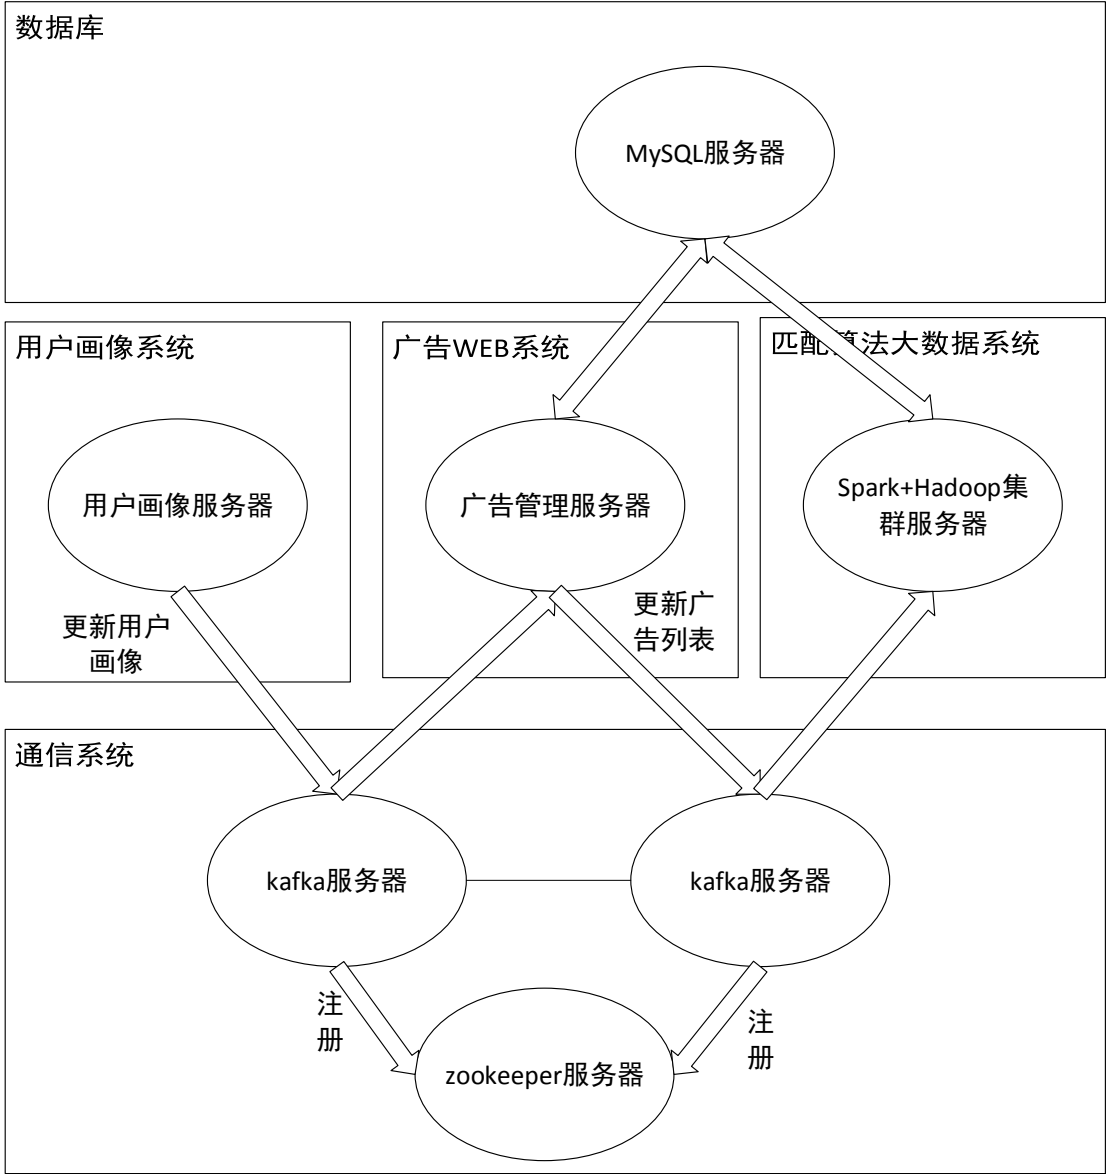 数据库
MySQL服务器
用户画像系统
广告WEB系统
匹配算法大数据系统
用户画像服务器
广告管理服务器
Spark+Hadoop集
群服务器
更新用户
画像
更新广
告列表
通信系统
kafka服务器
kafka服务器
注
册
注
册
zookeeper服务器